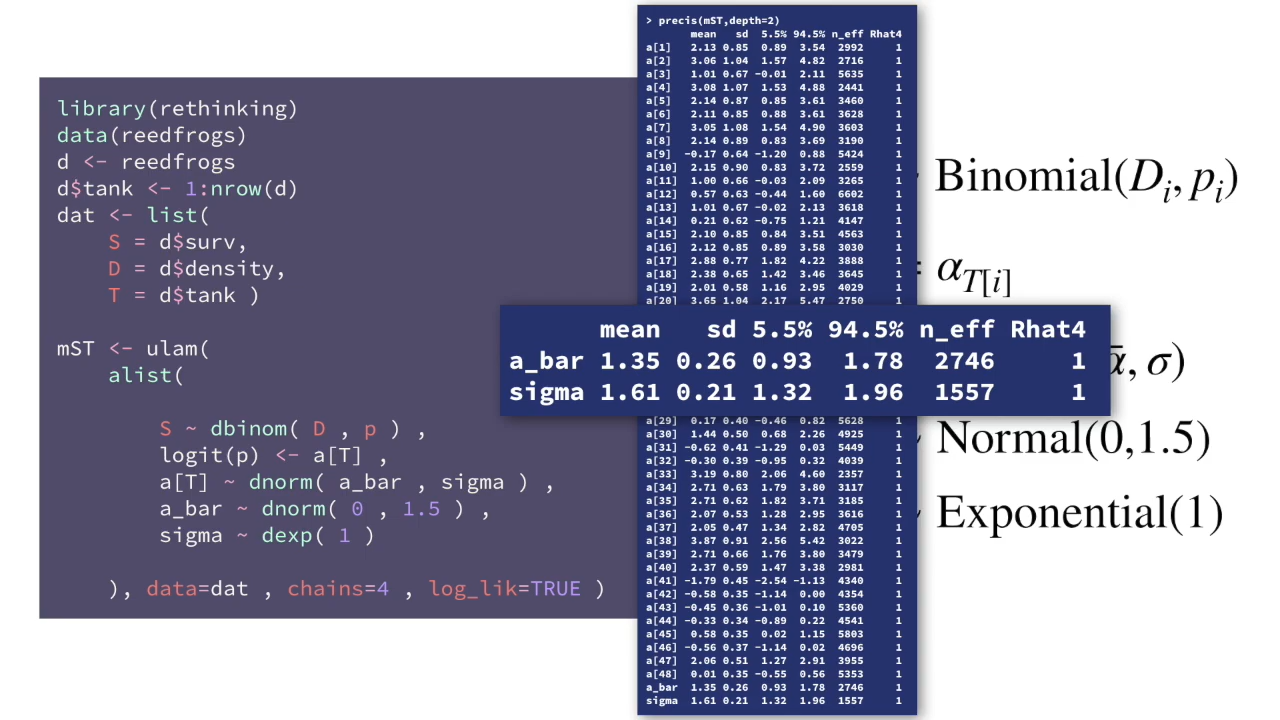 library(rethinking)
data(reedfrogs)
d <- reedfrogs
d$tank <- 1:nrow(d)
dat <- list(
S = d$surv,
D = d$density,
T = d$tank )
mST <- ulam(
alist(
S ~ dbinom( D , p ) ,
logit(p) <- a[T] ,
a[T] ~ dnorm( a_bar , sigma ) ,
a_bar ~ dnorm( 0 , 1.5 ) ,
sigma ~ dexp( 1 )
), data=dat , chains=4 , log_lik=TRUE )
> precis(mST,depth=2)
mean sd 5.5% 94.5% n_eff Rhat4
a[1] 2.13 0.85 0.89 3.54 2992 1
a[2] 3.06 1.04 1.57 4.82 2716 1
a[3] 1.01 0.67 -0.01 2.11 5635 1
a[4] 3.08 1.07 1.53 4.88 2441 1
a[5] 2.14 0.87 0.85 3.61 3460 1
a[6] 2.11 0.85 0.88 3.61 3628 1
a[7] 3.05 1.08 1.54 4.90 3603 1
a[8] 2.14 0.89 0.83 3.69 3190 1
a[9] -0.17 0.64 -1.20 0.88 5424 1
a[10] 2.15 0.90 0.83 3.72 2559 1
a[11] 1.00 0.66 -0.03 2.09 3265 1
a[12] 0.57 0.63 -0.44 1.60 6602 1
a[13] 1.01 0.67 -0.02 2.13 3618 1
a[14] 0.21 0.62 -0.75 1.21 4147 1
a[15] 2.10 0.85 0.84 3.51 4563 1
a[16] 2.12 0.85 0.89 3.58 3030 1
a[17] 2.88 0.77 1.82 4.22 3888 1
a[18] 2.38 0.65 1.42 3.46 3645 1
a[19] 2.01 0.58 1.16 2.95 4029 1
a[20] 3.65 1.04 2.17 5.47 2750 1
mean sd 5.5% 94.5% n_eff Rhat4
a_bar 1.35 0.26 0.93 1.78 2746 1
sigma 1.61 0.21 1.32 1.96 1557 1
a[29] 0.17 0.40 -0.46 0.82 5628 1
a[30] 1.44 0.50 0.68 2.26 4925 1
a[31] -0.62 0.41 -1.29 0.03 5449 1
a[32] -0.30 0.39 -0.95 0.32 4039 1
a[33] 3.19 0.80 2.06 4.60 2357 1
a[34] 2.71 0.63 1.79 3.80 3117 1
a[35] 2.71 0.62 1.82 3.71 3185 1
a[36] 2.07 0.53 1.28 2.95 3616 1
a[37] 2.05 0.47 1.34 2.82 4705 1
a[38] 3.87 0.91 2.56 5.42 3022 1
a[39] 2.71 0.66 1.76 3.80 3479 1
a[40] 2.37 0.59 1.47 3.38 2981 1
a[41] -1.79 0.45 -2.54 -1.13 4340 1
a[42] -0.58 0.35 -1.14 0.00 4354 1
a[43] -0.45 0.36 -1.01 0.10 5360 1
a[44] -0.33 0.34 -0.89 0.22 4541 1
a[45] 0.58 0.35 0.02 1.15 5803 1
a[46] -0.56 0.37 -1.14 0.02 4696 1
a[47] 2.06 0.51 1.27 2.91 3955 1
a[48] 0.01 0.35 -0.55 0.56 5353 1
a_bar 1.35 0.26 0.93 1.78 2746 1
sigma 1.61 0.21 1.32 1.96 1557 1
Binomial(Dᵢ, pᵢ)
= α_T[i]
ᾱ, σ)
Normal(0,1.5)
Exponential(1)